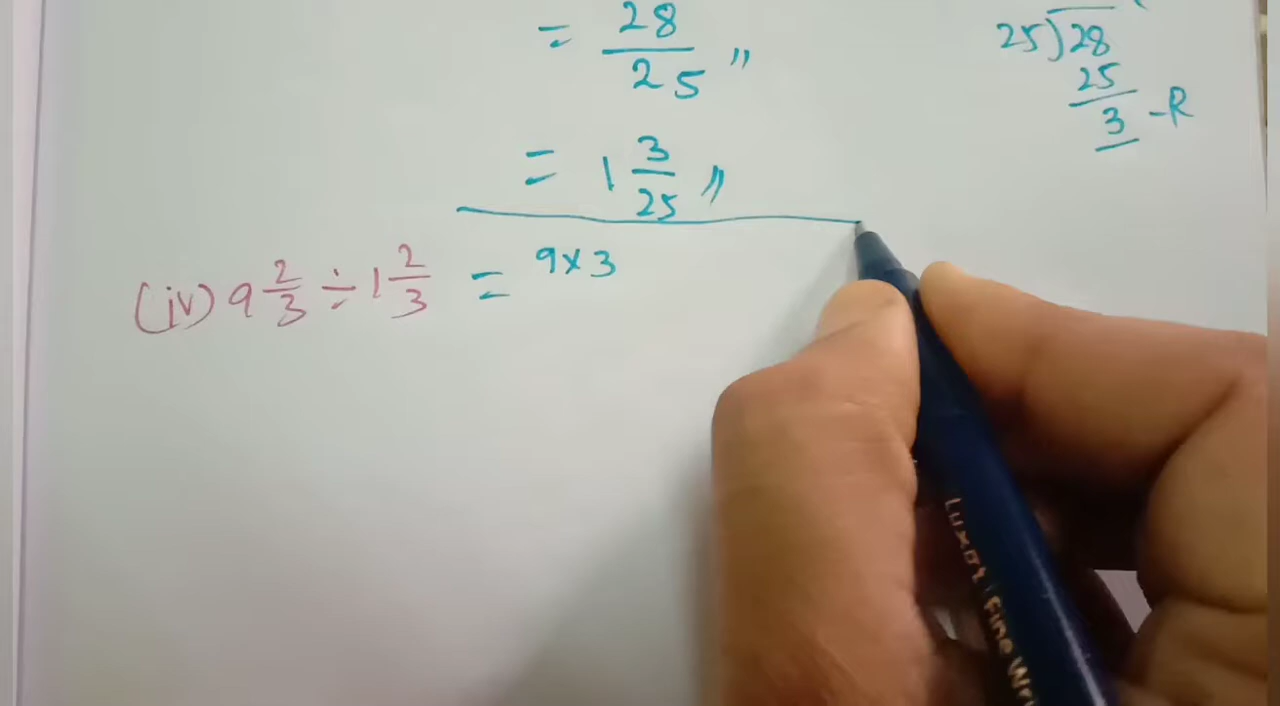 = 28/25 〃
= 1 3/25 〃
25)28
25
3 - R
(iv) 9 2/3 ÷ 1 2/3 = 9 × 3
Luxor Fine Wri